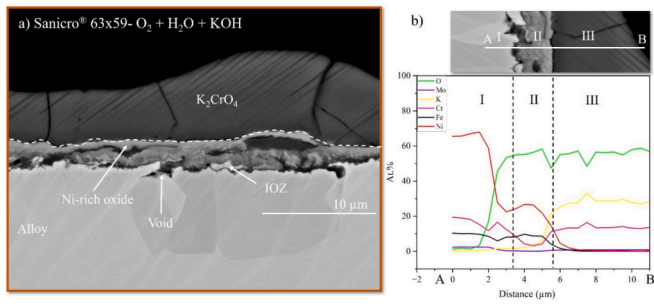 a) Sanicro® 63x59- O₂ + H₂O + KOH
K₂CrO₄
Ni-rich oxide
Void
IOZ
10 µm
Alloy
b)
I
II
III
A
B
O
Mo
K
Cr
Fe
Ni
I
II
III
At.%
100
80
60
40
20
0
−2
0
2
4
6
8
10
A
Distance (µm)
B